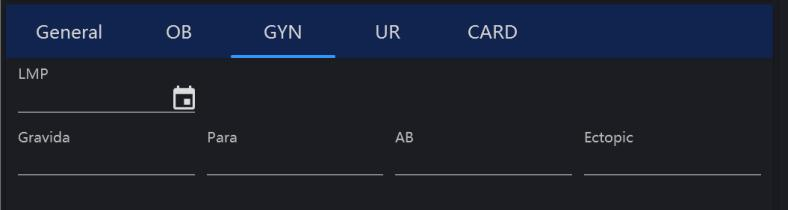 General OB GYN UR CARD
LMP
Gravida Para AB Ectopic